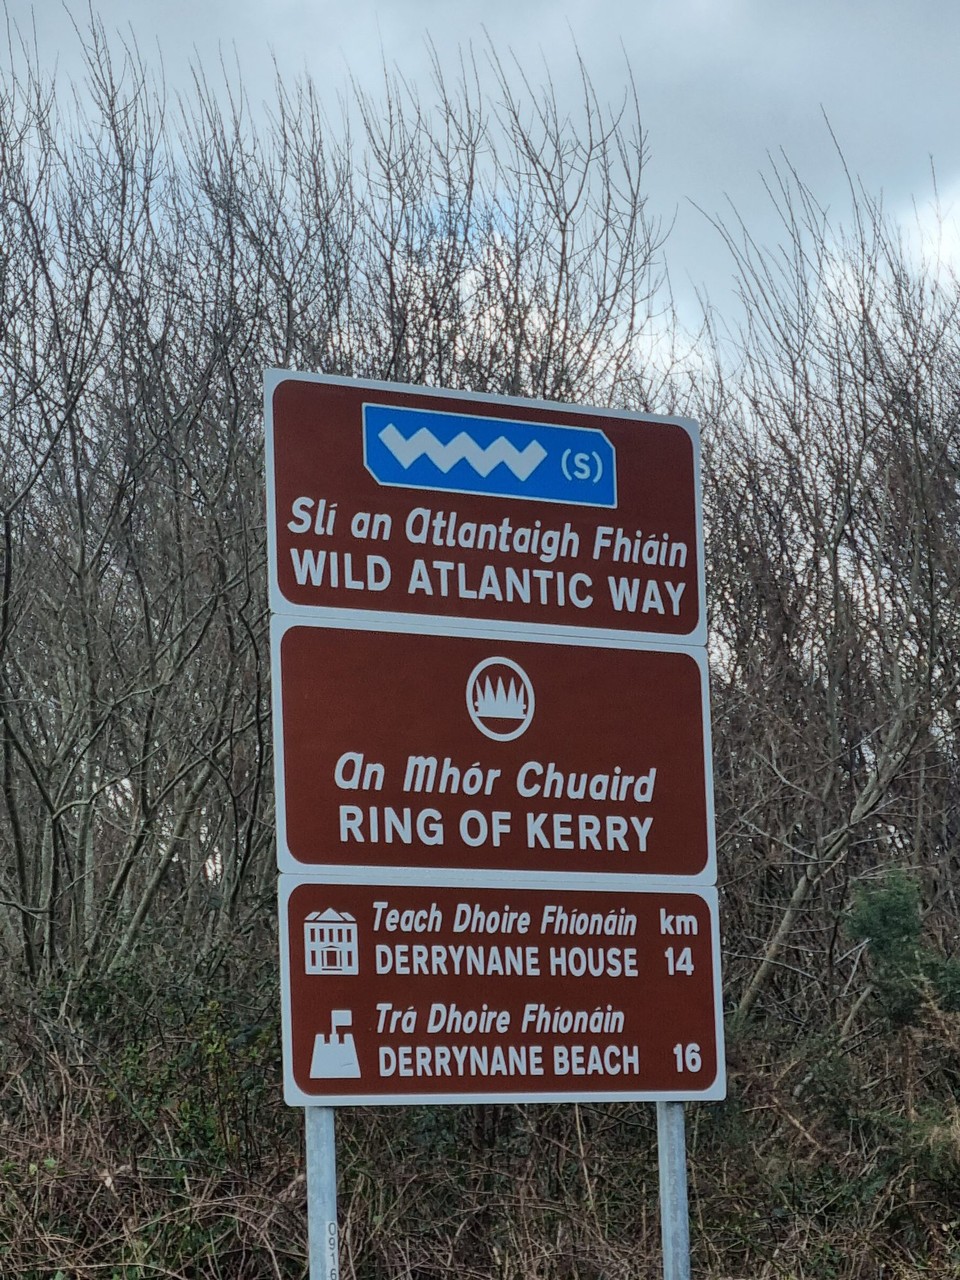 (S)
Slí an Atlantaigh Fhiáin
WILD ATLANTIC WAY
An Mhór Chuaird
RING OF KERRY
Teach Dhoire Fhíonáin km
DERRYNANE HOUSE 14
Trá Dhoire Fhíonáin
DERRYNANE BEACH 16
0916